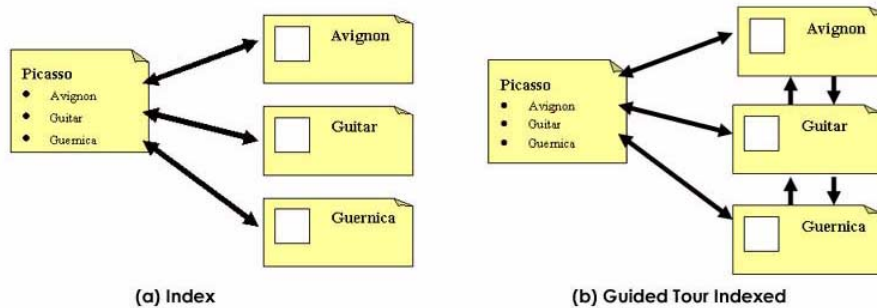 Picasso
• Avignon
• Guitar
• Guernica
Avignon
Guitar
Guernica
(a) Index
Picasso
• Avignon
• Guitar
• Guernica
Avignon
Guitar
Guernica
(b) Guided Tour Indexed